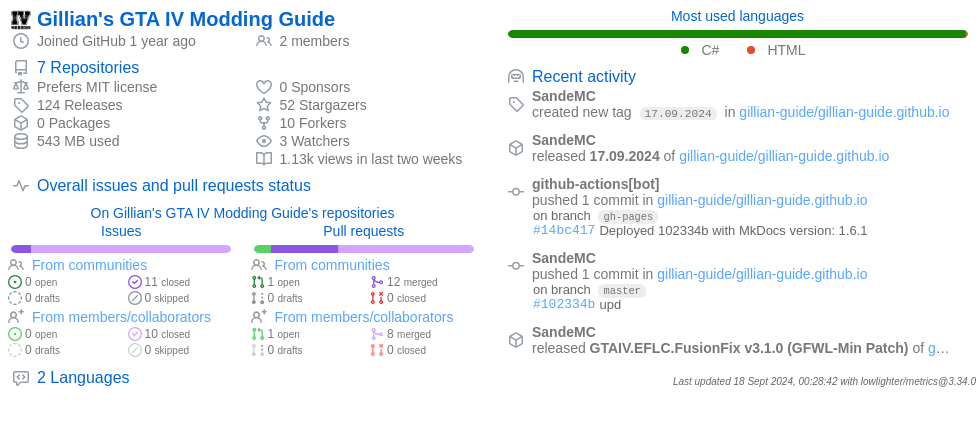 Gillian's GTA IV Modding Guide
Joined GitHub 1 year ago
2 members
7 Repositories
Prefers MIT license
0 Sponsors
124 Releases
52 Stargazers
0 Packages
10 Forkers
543 MB used
3 Watchers
1.13k views in last two weeks
Overall issues and pull requests status
On Gillian's GTA IV Modding Guide's repositories
Issues
Pull requests
From communities
0 open
11 closed
0 drafts
0 skipped
From members/collaborators
0 open
10 closed
0 drafts
0 skipped
From communities
1 open
12 merged
0 drafts
0 closed
From members/collaborators
1 open
8 merged
0 drafts
0 closed
2 Languages
Most used languages
C#
HTML
Recent activity
SandeMC
created new tag 17.09.2024 in gillian-guide/gillian-guide.github.io
SandeMC
released 17.09.2024 of gillian-guide/gillian-guide.github.io
github-actions[bot]
pushed 1 commit in gillian-guide/gillian-guide.github.io
on branch gh-pages
#14bc417 Deployed 102334b with MkDocs version: 1.6.1
SandeMC
pushed 1 commit in gillian-guide/gillian-guide.github.io
on branch master
#102334b upd
SandeMC
released GTAIV.EFLC.FusionFix v3.1.0 (GFWL-Min Patch) of g…
Last updated 18 Sept 2024, 00:28:42 with lowlighter/metrics@3.34.0